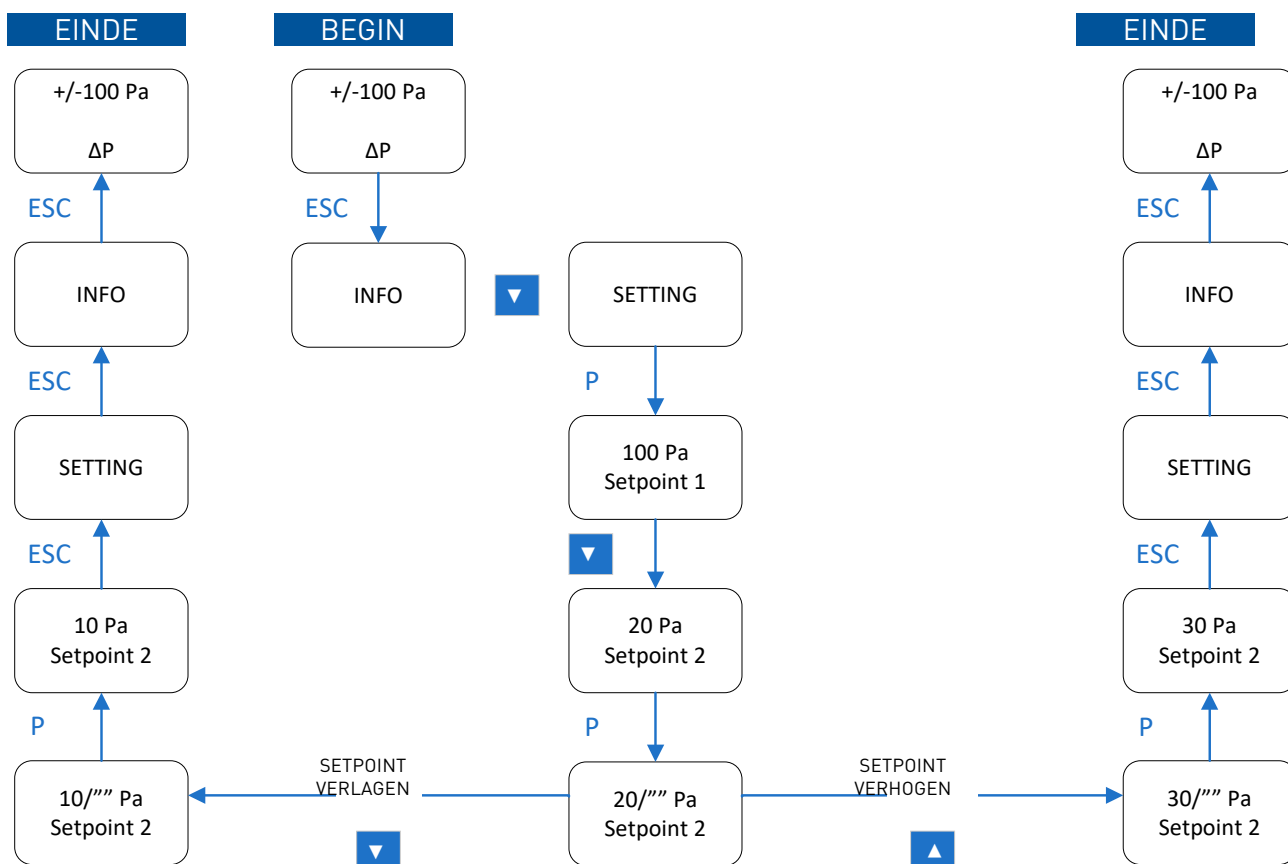 EINDE
BEGIN
EINDE
+/-100 Pa
ΔP
+/-100 Pa
ΔP
+/-100 Pa
ΔP
ESC
ESC
ESC
INFO
INFO
▼
SETTING
INFO
ESC
P
ESC
SETTING
100 Pa
Setpoint 1
SETTING
ESC
▼
ESC
10 Pa
Setpoint 2
20 Pa
Setpoint 2
30 Pa
Setpoint 2
P
P
P
10/”” Pa
Setpoint 2
SETPOINT
VERLAGEN
▼
20/”” Pa
Setpoint 2
SETPOINT
VERHOGEN
▲
30/”” Pa
Setpoint 2